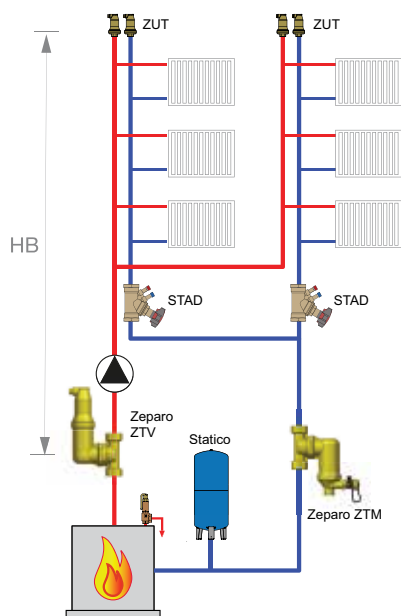 ZUT
ZUT
HB
STAD
STAD
Zeparo
ZTV
Statico
Zeparo ZTM